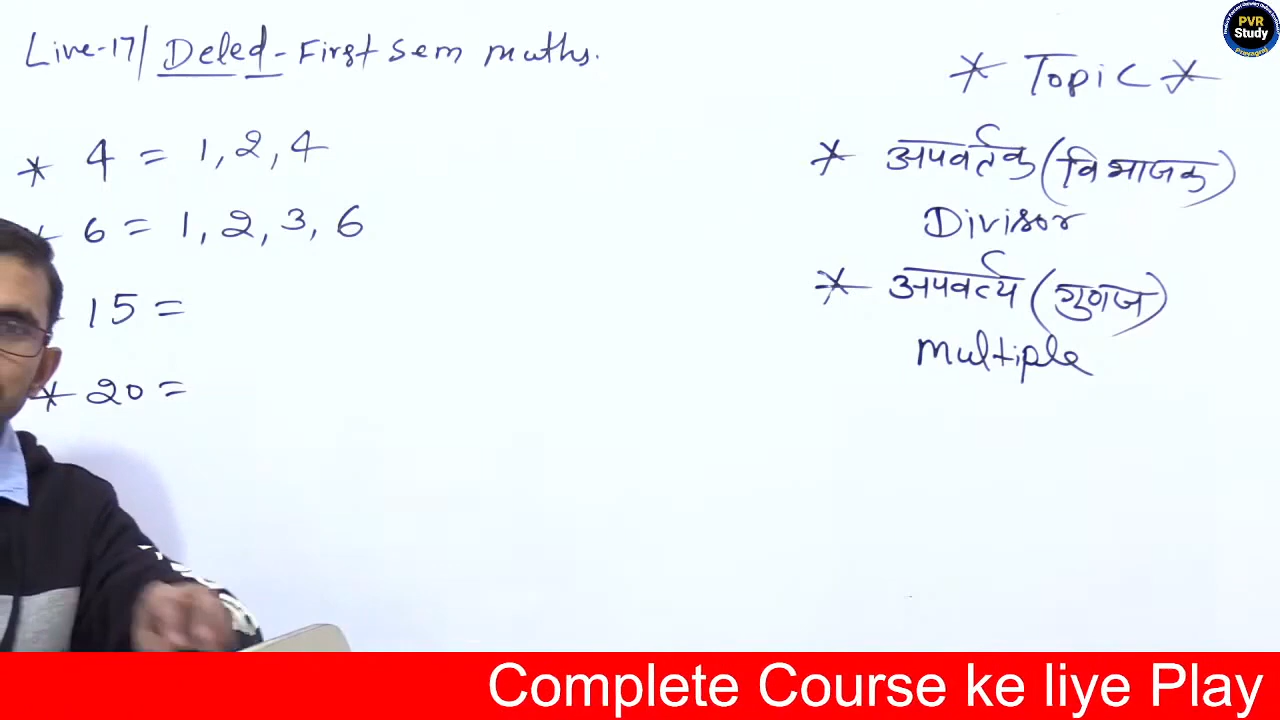 Live-17/ Deled - First Sem maths.
* 4 = 1, 2, 4
6 = 1, 2, 3, 6
15 =
* 20 =
* Topic *
* अपवर्तक (विभाजक)
Divisor
* अपवर्त्य (गुणज)
multiple
PVR
Study
Prayagraj
Complete Course ke liye Play